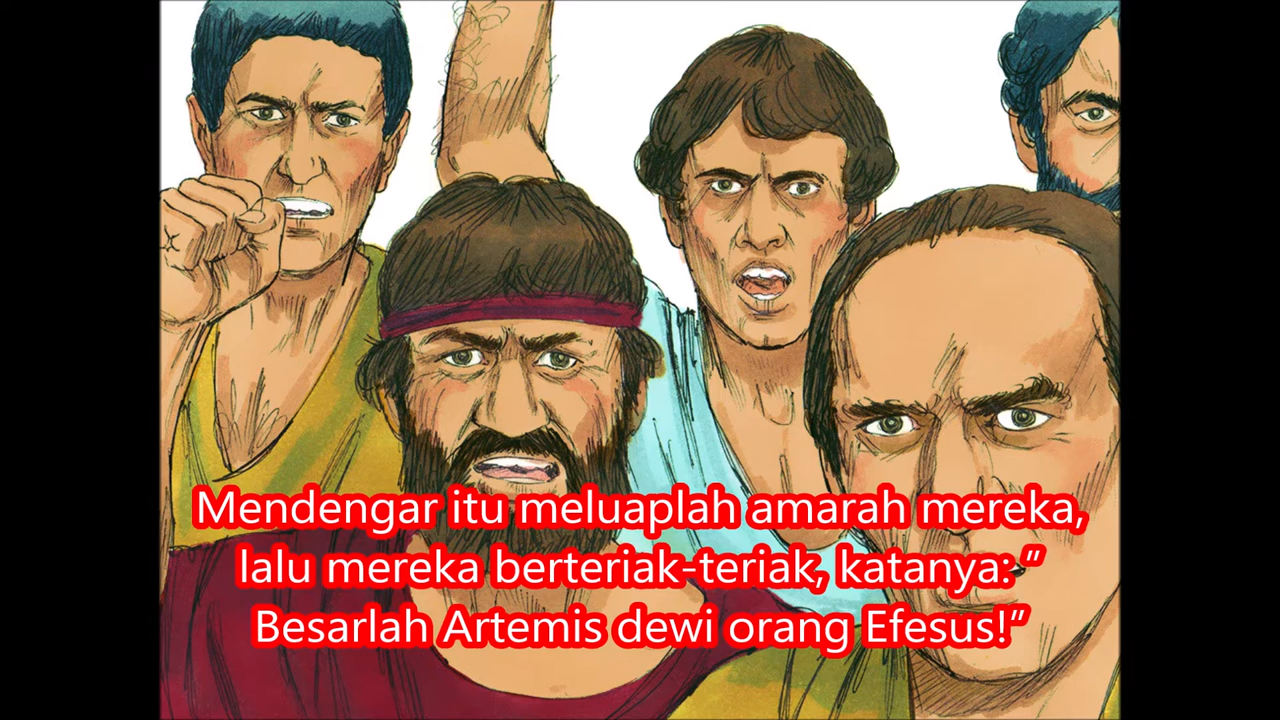 Mendengar itu meluaplah amarah mereka,
lalu mereka berteriak-teriak, katanya: ”
Besarlah Artemis dewi orang Efesus!”